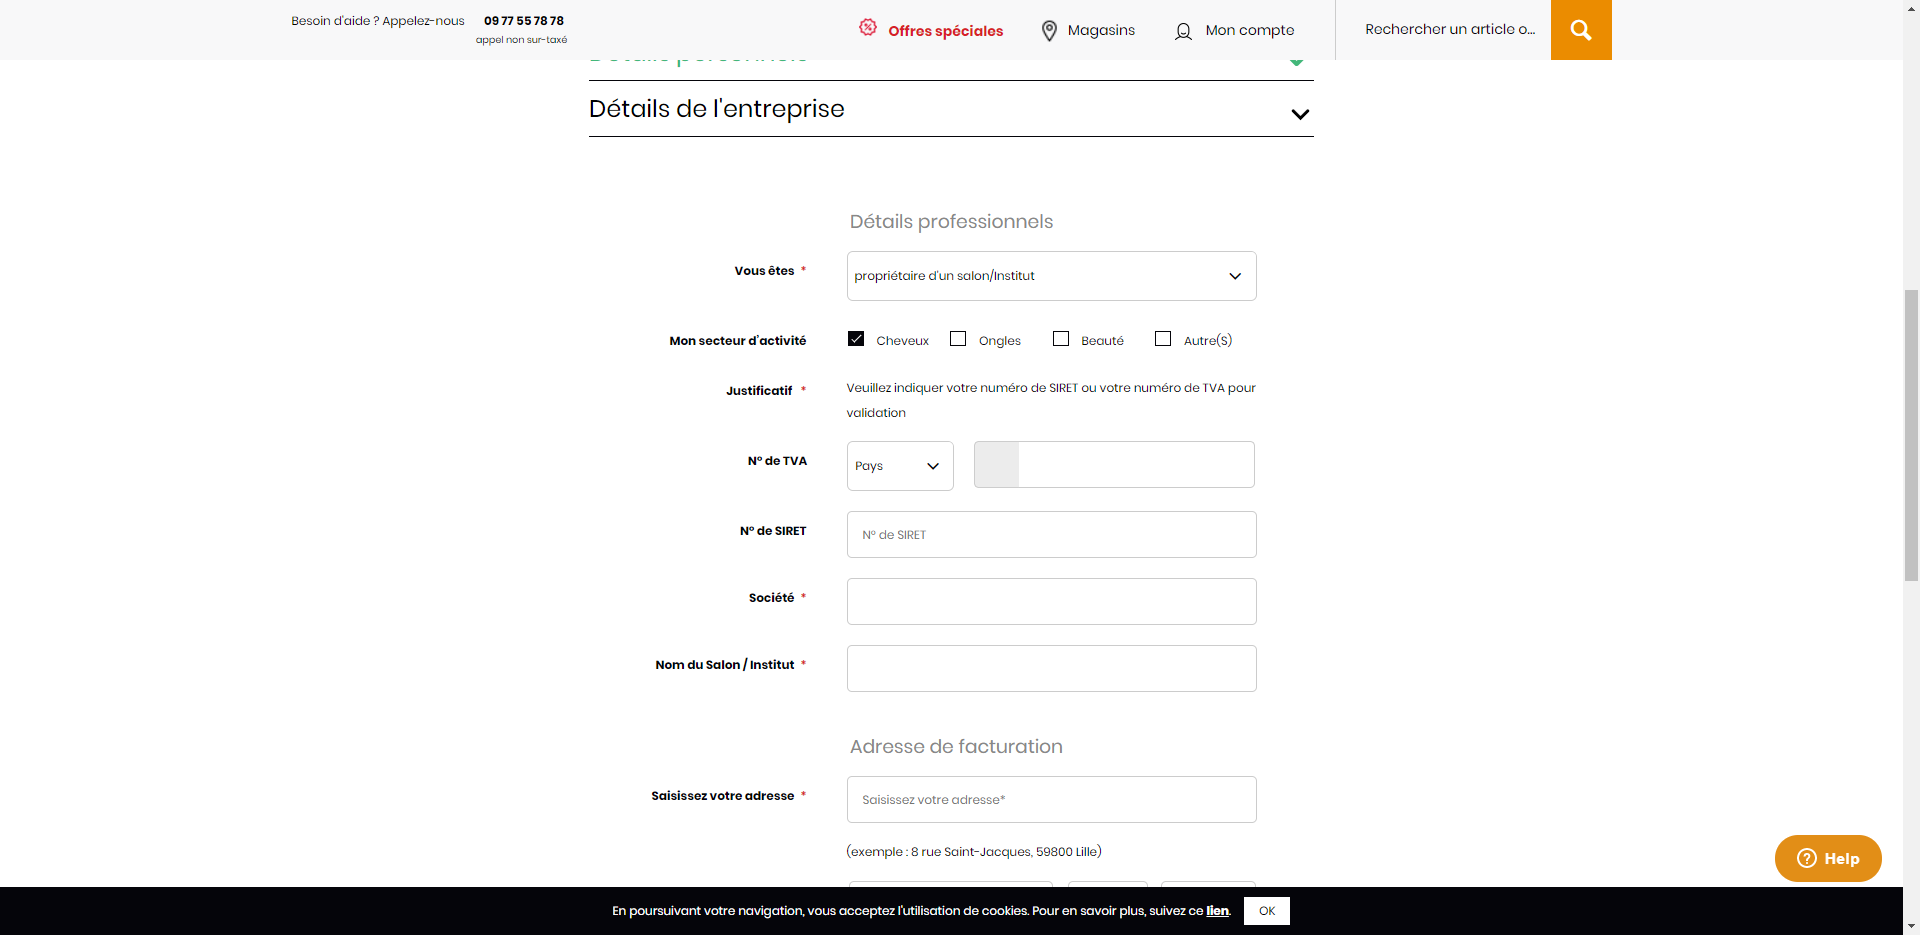 Besoin d'aide ? Appelez-nous 09 77 55 78 78
appel non sur-taxé
Offres spéciales
Magasins
Mon compte
Rechercher un article o...
Détails personnels
Détails de l'entreprise
Détails professionnels
Vous êtes *
propriétaire d'un salon/Institut
Mon secteur d'activité
Cheveux
Ongles
Beauté
Autre(S)
Justificatif *
Veuillez indiquer votre numéro de SIRET ou votre numéro de TVA pour
validation
N° de TVA
Pays
N° de SIRET
N° de SIRET
Société *
Nom du Salon / Institut *
Adresse de facturation
Saisissez votre adresse *
Saisissez votre adresse*
(exemple : 8 rue Saint-Jacques, 59800 Lille)
Help
En poursuivant votre navigation, vous acceptez l'utilisation de cookies. Pour en savoir plus, suivez ce lien.
OK